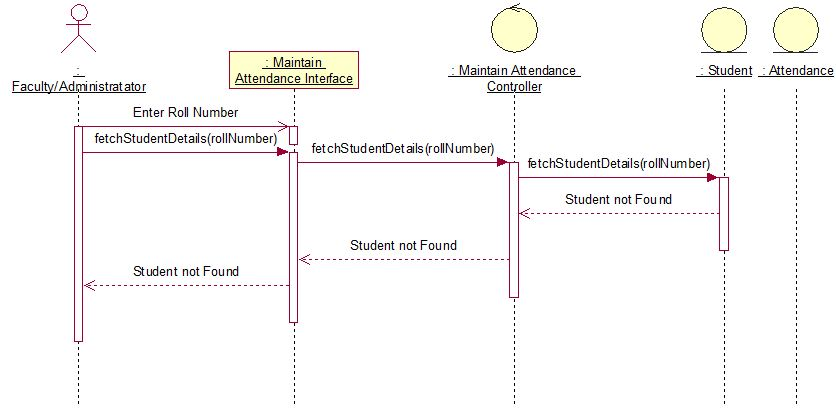 :
Faculty/Administratator
: Maintain
Attendance Interface
: Maintain Attendance
Controller
: Student
: Attendance
Enter Roll Number
fetchStudentDetails(rollNumber)
fetchStudentDetails(rollNumber)
fetchStudentDetails(rollNumber)
Student not Found
Student not Found
Student not Found